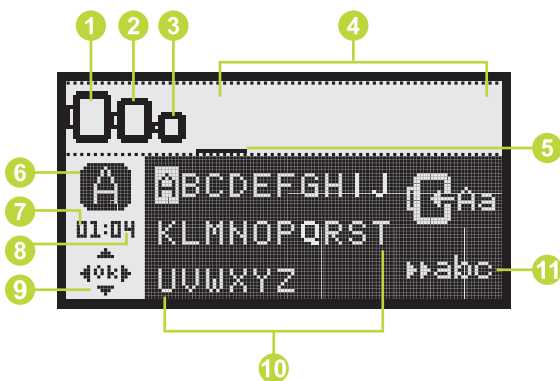 1 2 3 4
5
6 A ABCDEFGHIJ Aa
7 01:04
8 KLMNOPQRST
9 ok UVWXYZ ▸▸abc 11
10